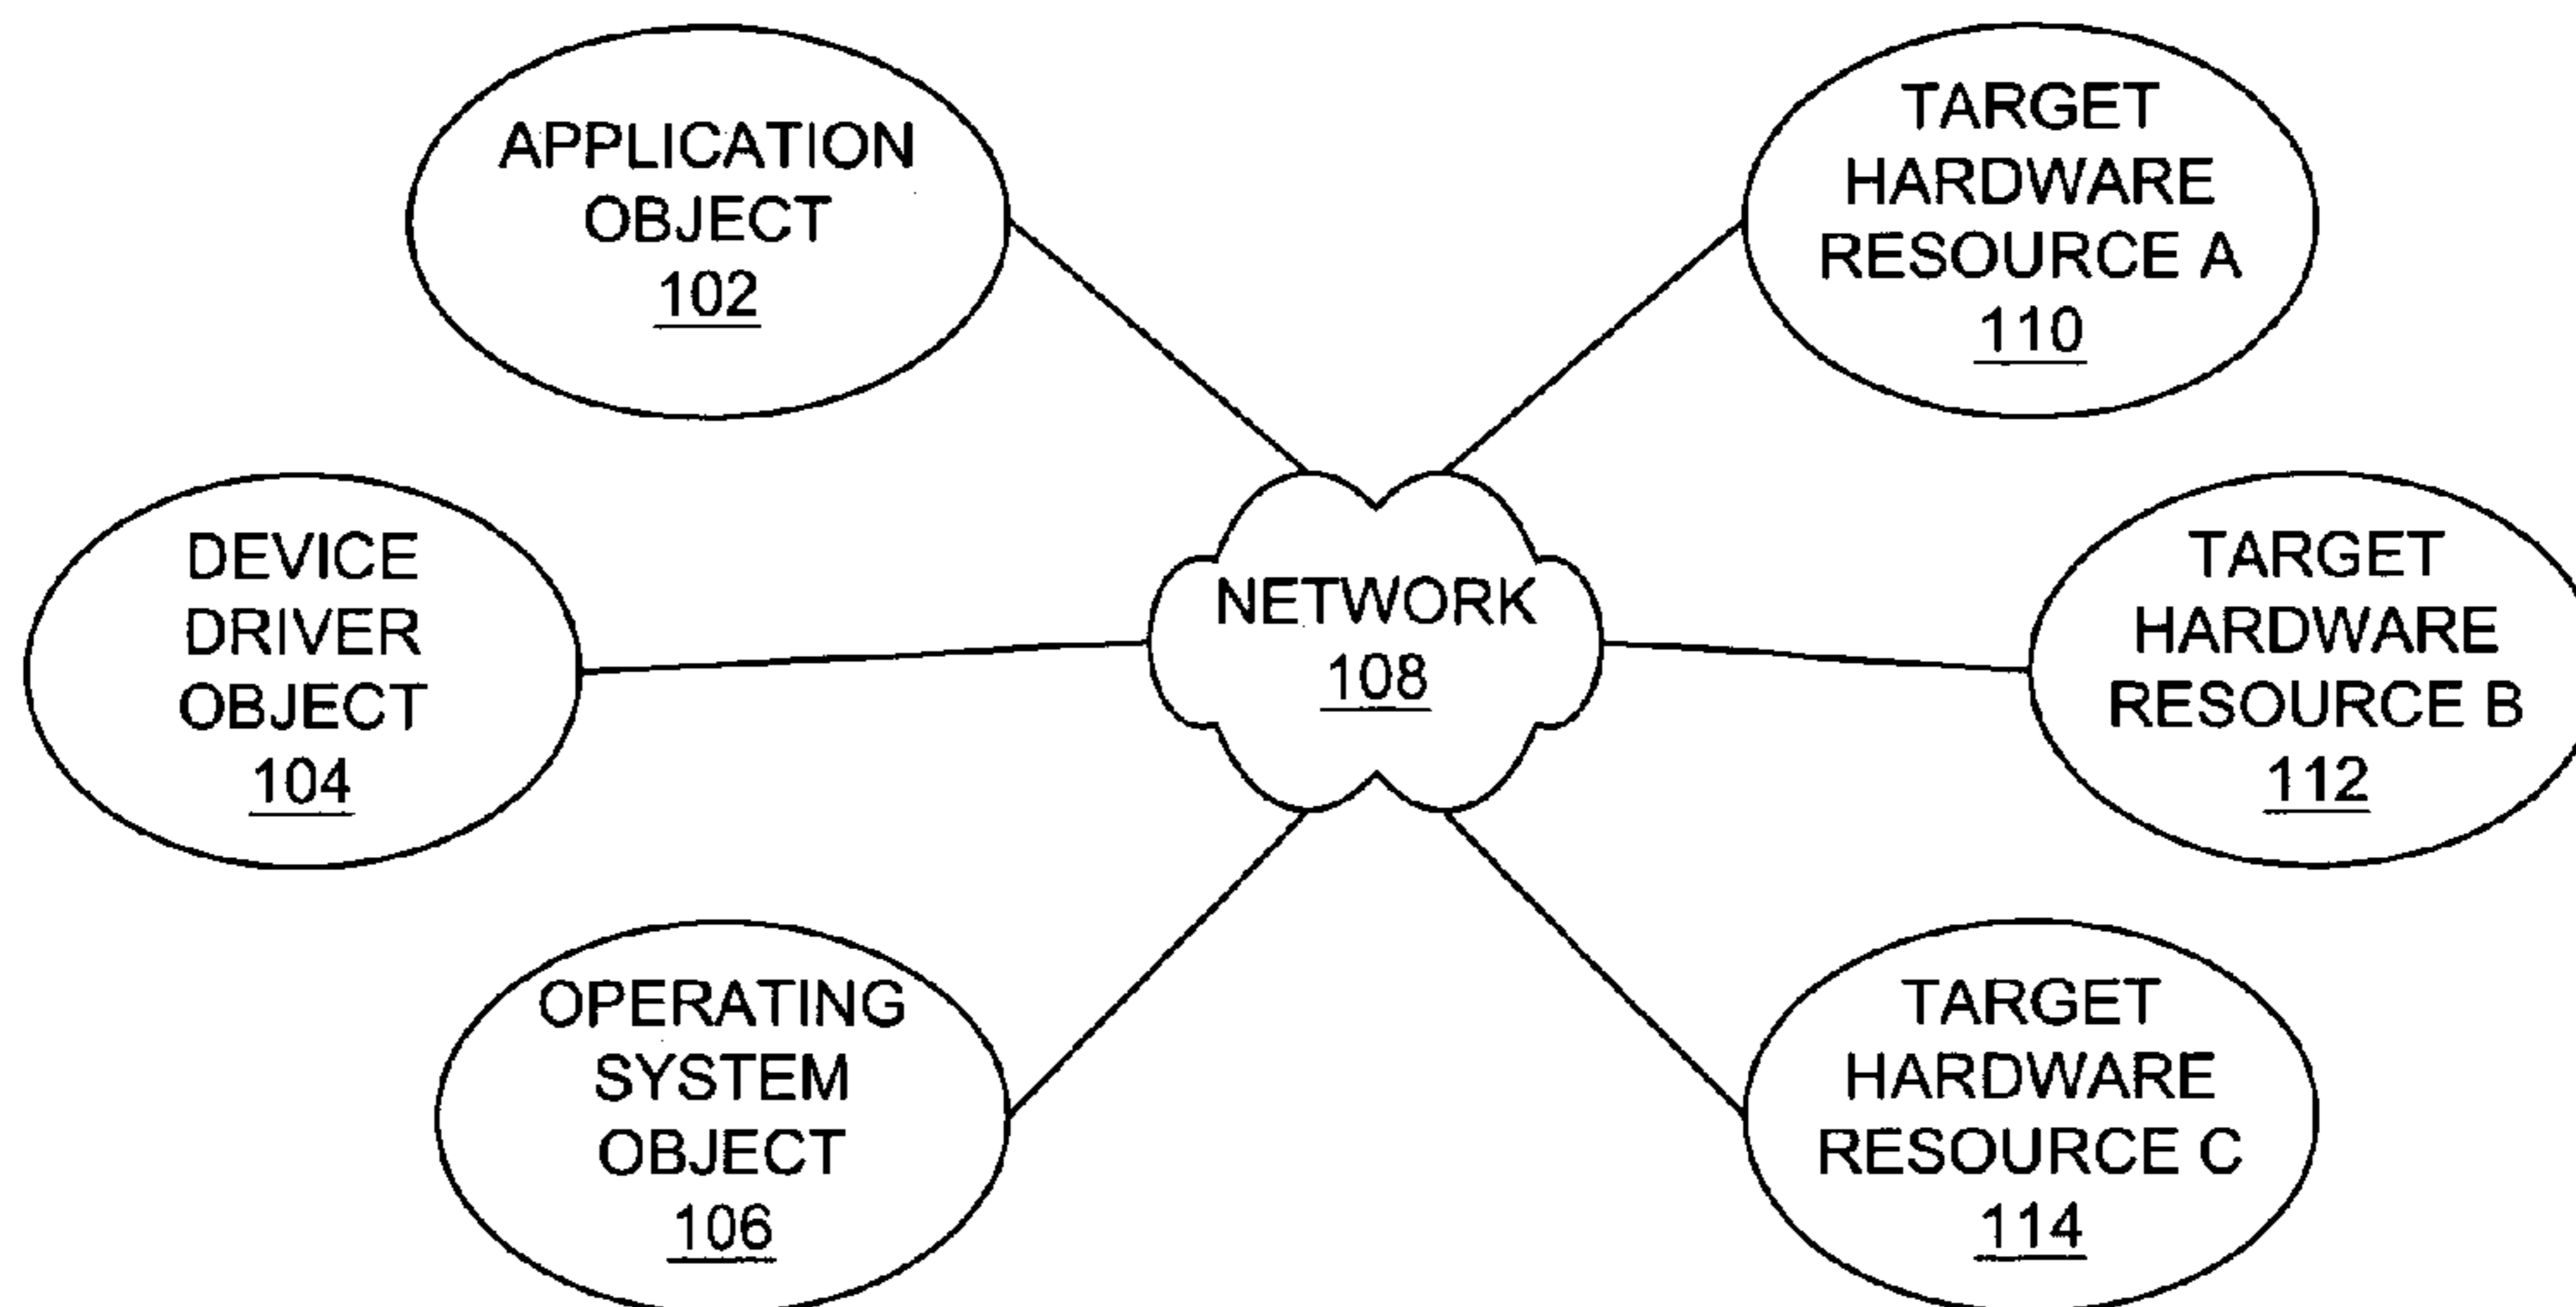 APPLICATION
OBJECT
102
TARGET
HARDWARE
RESOURCE A
110
DEVICE
DRIVER
OBJECT
104
NETWORK
108
TARGET
HARDWARE
RESOURCE B
112
OPERATING
SYSTEM
OBJECT
106
TARGET
HARDWARE
RESOURCE C
114